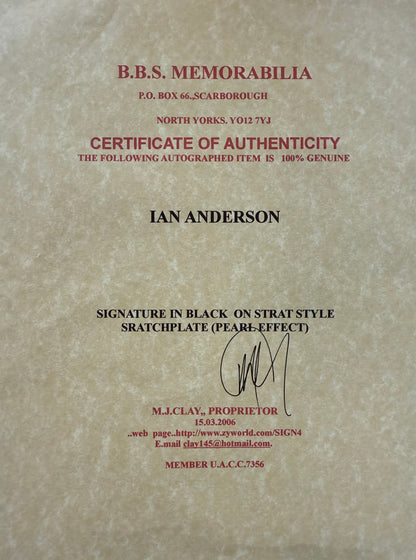 B.B.S. MEMORABILIA
P.O. BOX 66.,SCARBOROUGH
NORTH YORKS. YO12 7YJ
CERTIFICATE OF AUTHENTICITY
THE FOLLOWING AUTOGRAPHED ITEM IS 100% GENUINE
IAN ANDERSON
SIGNATURE IN BLACK ON STRAT STYLE
SRATCHPLATE (PEARL EFFECT)
M.J.CLAY,, PROPRIETOR
15.03.2006
..web page..http://www.zyworld.com/SIGN4
E.mail clay145@hotmail.com.
MEMBER U.A.C.C.7356